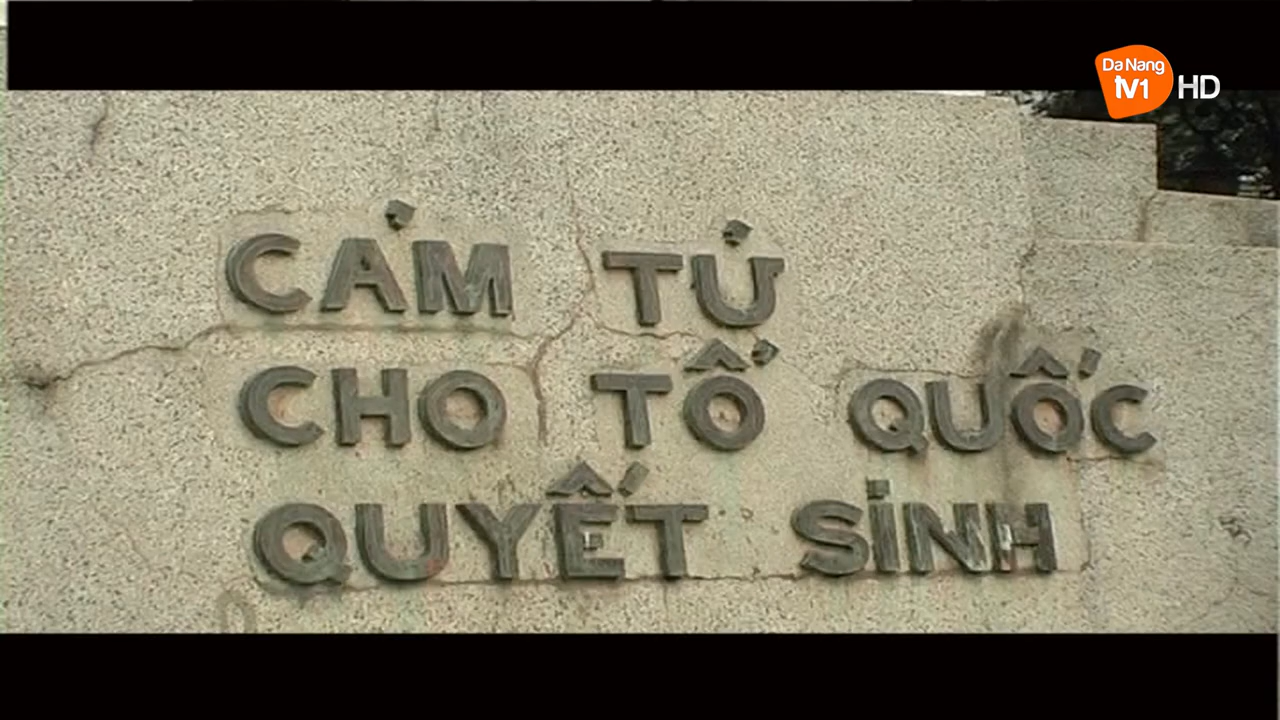 Da Nang
TV1 HD
CẢM TỬ
CHO TỔ QUỐC
QUYẾT SINH